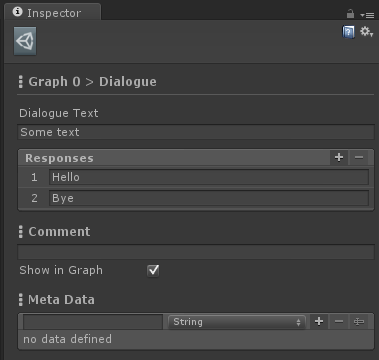 Inspector
Graph 0 > Dialogue
Dialogue Text
Some text
Responses
1 Hello
2 Bye
Comment
Show in Graph
Meta Data
String
no data defined